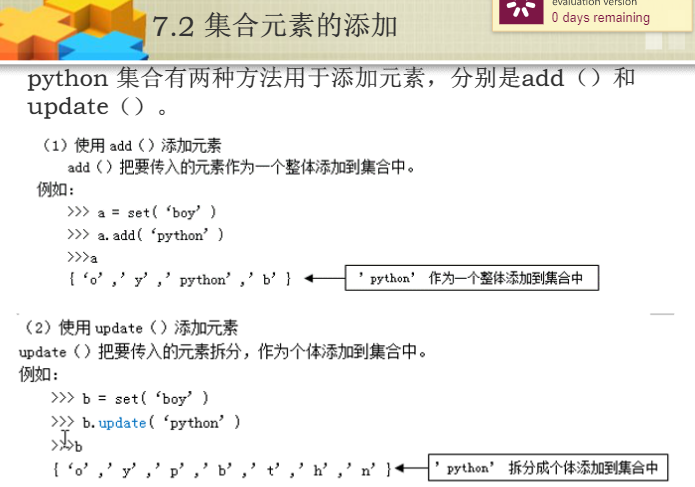 evaluation version
0 days remaining
7.2 集合元素的添加
python 集合有两种方法用于添加元素，分别是add（）和
update（）。
（1）使用 add（）添加元素
add（）把要传入的元素作为一个整体添加到集合中。
例如：
>>> a = set( ‘boy’ )
>>> a.add( ‘python’ )
>>>a
{ ‘o’ ,’ y’ ,’ python’ ,’ b’ }
’ python’ 作为一个整体添加到集合中
（2）使用 update（）添加元素
update（）把要传入的元素拆分，作为个体添加到集合中。
例如：
>>> b = set( ‘boy’ )
>>> b.update( ‘python’ )
>>>b
{ ‘o’ ,’ y’ ,’ p’ ,’ b’ ,’ t’ ,’ h’ ,’ n’ }
’ python’ 拆分成个体添加到集合中